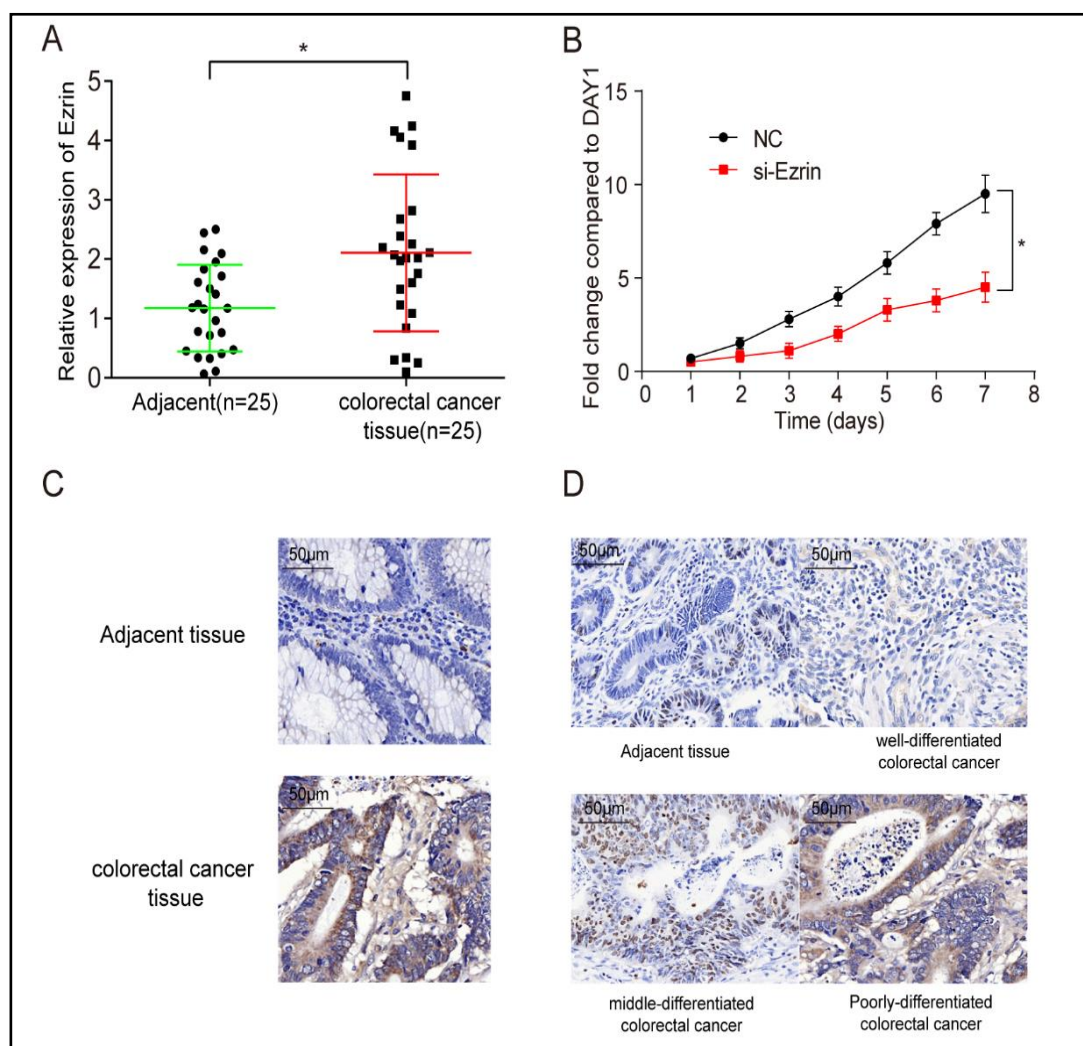 A
*
Relative expression of Ezrin
5
4
3
2
1
0
Adjacent(n=25)
colorectal cancer
tissue(n=25)
B
Fold change compared to DAY1
15
10
5
0
NC
si-Ezrin
*
0 1 2 3 4 5 6 7 8
Time (days)
C
Adjacent tissue
50μm
colorectal cancer
tissue
50μm
D
50μm
50μm
Adjacent tissue
well-differentiated
colorectal cancer
50μm
50μm
middle-differentiated
colorectal cancer
Poorly-differentiated
colorectal cancer